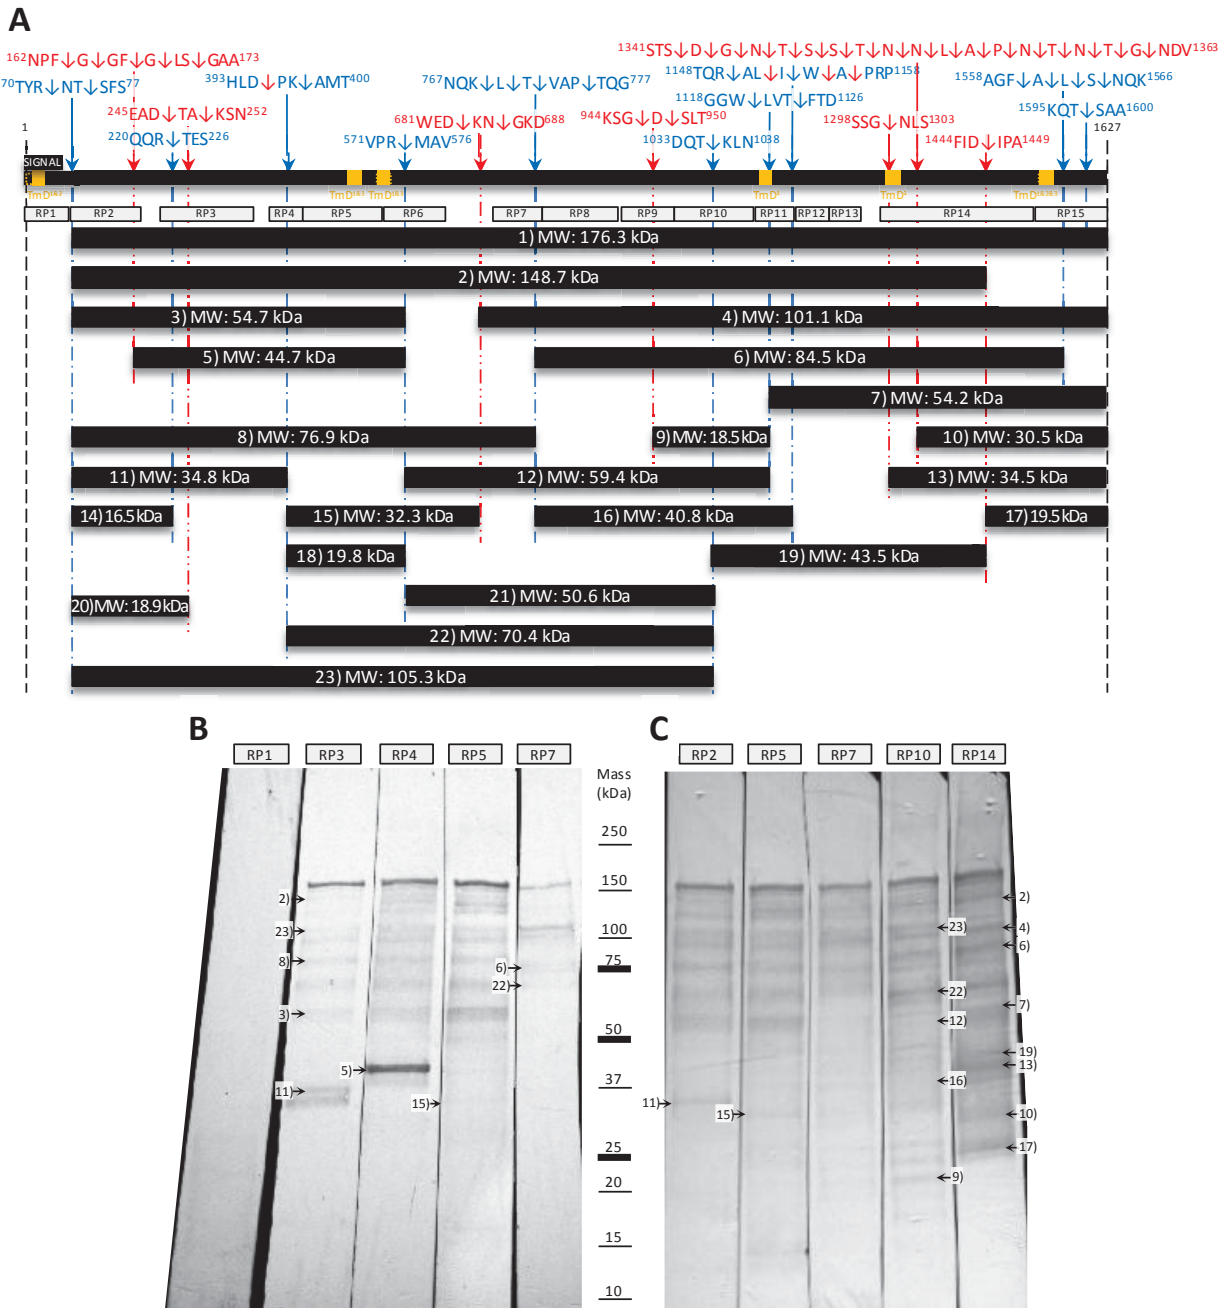 A
162NPF↓G↓GF↓G↓LS↓GAA173
1341STS↓D↓G↓N↓T↓S↓S↓T↓N↓N↓L↓A↓P↓N↓T↓N↓T↓G↓NDV1363
70TYR↓NT↓SFS77
393HLD↓PK↓AMT400
767NQK↓L↓T↓VAP↓TQG777
1148TQR↓AL↓I↓W↓A↓PRP1158
1558AGF↓A↓L↓S↓NQK1566
245EAD↓TA↓KSN252
681WED↓KN↓GKD688
944KSG↓D↓SLT950
1118GGW↓LVT↓FTD1126
1595KQT↓SAA1600
220QQR↓TES226
571VPR↓MAV576
1033DQT↓KLN1038
1298SSG↓NLS1303
1444FID↓IPA1449
1
1627
SIGNAL
RP1 RP2 RP3 RP4 RP5 RP6 RP7 RP8 RP9 RP10 RP11 RP12 RP13 RP14 RP15
1) MW: 176.3 kDa
2) MW: 148.7 kDa
3) MW: 54.7 kDa
4) MW: 101.1 kDa
5) MW: 44.7 kDa
6) MW: 84.5 kDa
7) MW: 54.2 kDa
8) MW: 76.9 kDa
9) MW: 18.5 kDa
10) MW: 30.5 kDa
11) MW: 34.8 kDa
12) MW: 59.4 kDa
13) MW: 34.5 kDa
14) 16.5 kDa
15) MW: 32.3 kDa
16) MW: 40.8 kDa
17) 19.5 kDa
18) 19.8 kDa
19) MW: 43.5 kDa
20) MW: 18.9 kDa
21) MW: 50.6 kDa
22) MW: 70.4 kDa
23) MW: 105.3 kDa
B
RP1 RP3 RP4 RP5 RP7
2)
23)
8)
3)
11)
5)
15)
6)
22)
Mass
(kDa)
250
150
100
75
50
37
25
20
15
10
C
RP2 RP5 RP7 RP10 RP14
11)
15)
23)
22)
12)
16)
9)
2)
4)
6)
7)
19)
13)
10)
17)